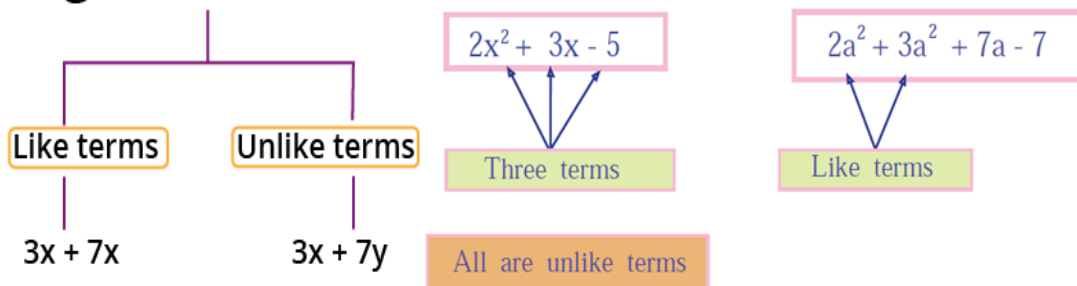 2x² + 3x - 5
2a² + 3a² + 7a - 7
Like terms
Unlike terms
Three terms
Like terms
3x + 7x
3x + 7y
All are unlike terms